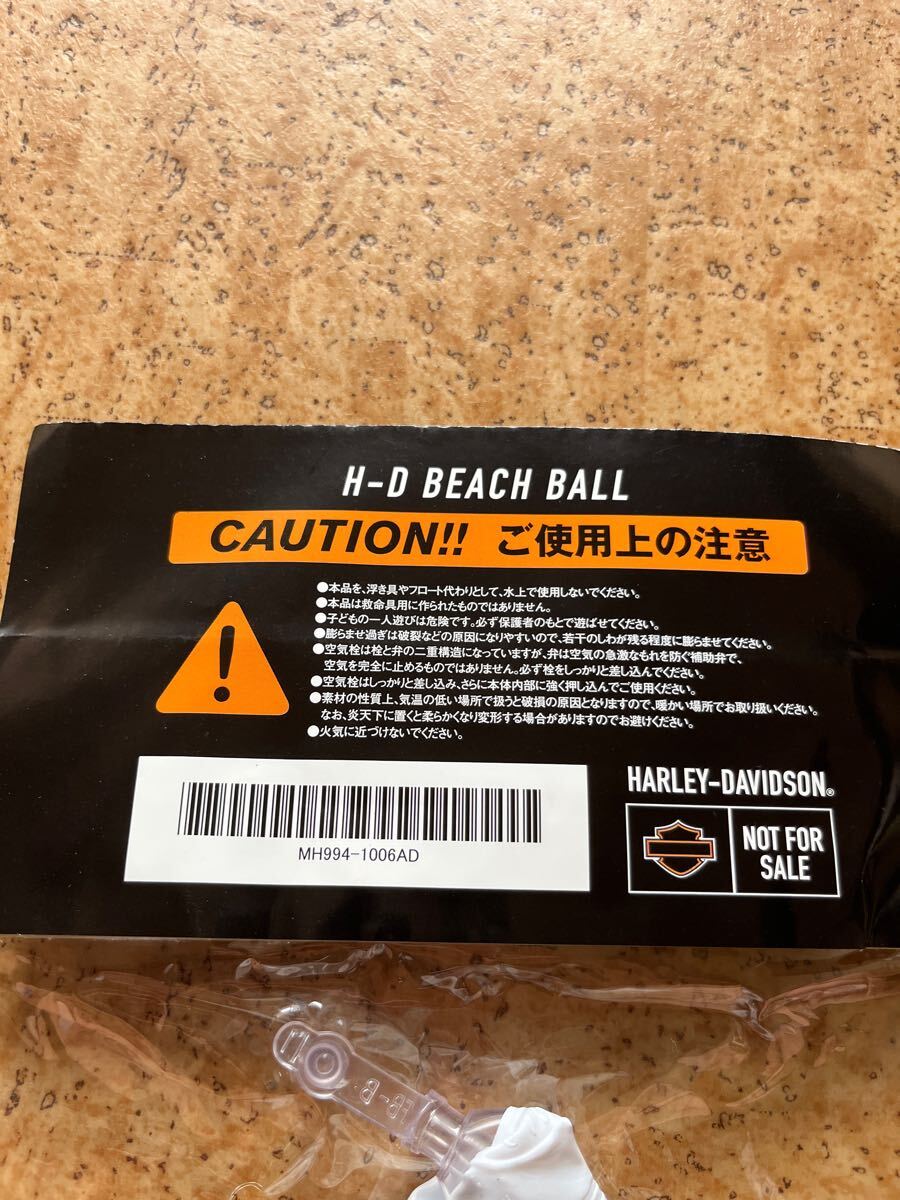 H-D BEACH BALL
CAUTION!! ご使用上の注意
●本品を、浮き具やフロート代わりとして、水上で使用しないでください。
●本品は救命具用に作られたものではありません。
●子どもの一人遊びは危険です。必ず保護者のもとで遊ばせてください。
●膨らませ過ぎは破裂などの原因になりやすいので、若干のしわが残る程度に膨らませてください。
●空気栓は栓と弁の二重構造になっていますが、弁は空気の急激なもれを防ぐ補助弁で、
空気を完全に止めるものではありません。必ず栓をしっかりと差し込んでください。
●空気栓はしっかりと差し込み、さらに本体内部に強く押し込んでご使用ください。
●素材の性質上、気温の低い場所で扱うと破損の原因となりますので、暖かい場所でお取り扱いください。
なお、炎天下に置くと柔らかくなり変形する場合がありますのでお避けください。
●火気に近づけないでください。
MH994-1006AD
HARLEY-DAVIDSON®
NOT FOR
SALE